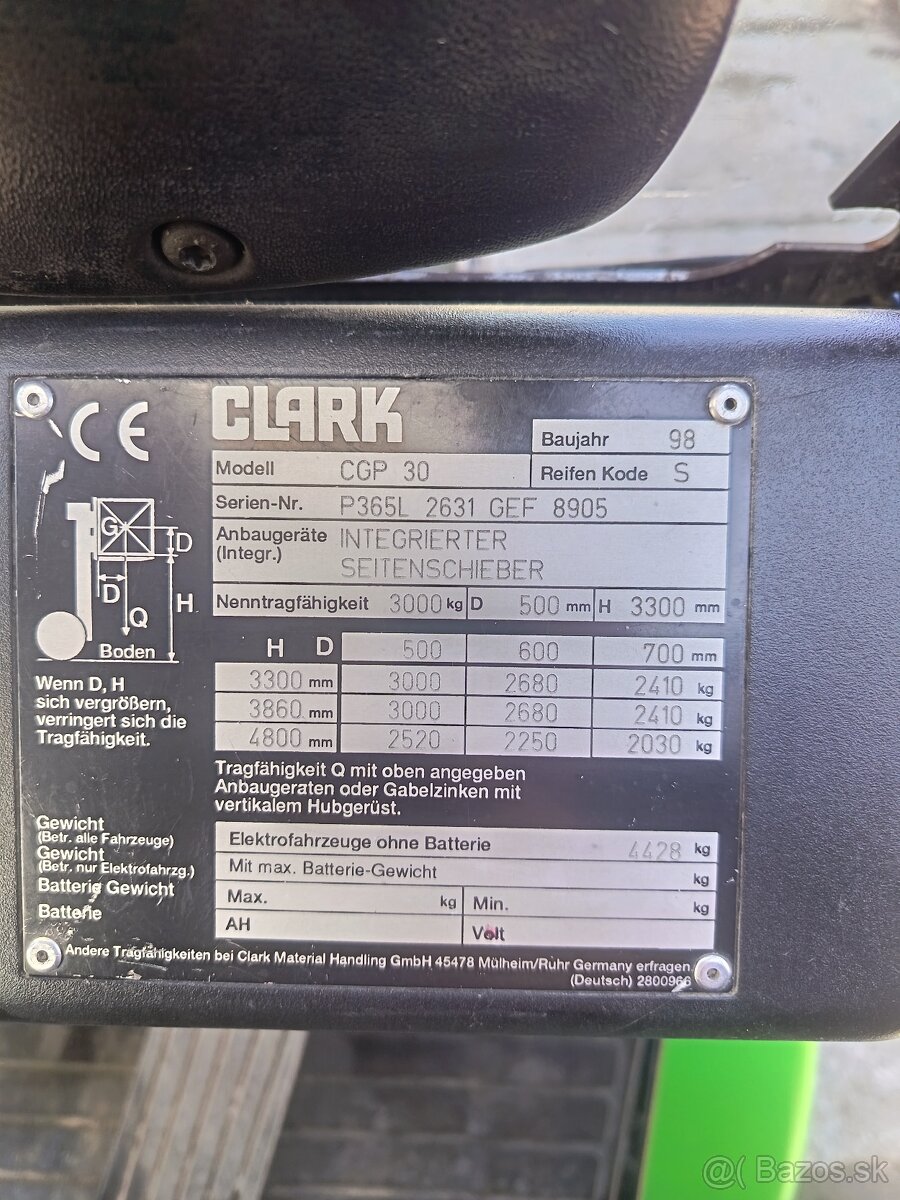 CE
CLARK
Baujahr 98
Modell CGP 30
Reifen Kode S
Serien-Nr. P365L 2631 GEF 8905
Anbaugeräte INTEGRIERTER
(Integr.) SEITENSCHIEBER
Nenntragfähigkeit 3000 kg D 500 mm H 3300 mm
G
D
D
H
Q
Boden
H D 500 600 700 mm
3300 mm 3000 2680 2410 kg
3860 mm 3000 2680 2410 kg
4800 mm 2520 2250 2030 kg
Wenn D, H
sich vergrößern,
verringert sich die
Tragfähigkeit.
Tragfähigkeit Q mit oben angegeben
Anbaugeraten oder Gabelzinken mit
vertikalem Hubgerüst.
Gewicht
(Betr. alle Fahrzeuge)
Gewicht
(Betr. nur Elektrofahrzg.)
Batterie Gewicht
Batterie
Elektrofahrzeuge ohne Batterie 4428 kg
Mit max. Batterie-Gewicht kg
Max. kg Min. kg
AH Volt
Andere Tragfähigkeiten bei Clark Material Handling GmbH 45478 Mülheim/Ruhr Germany erfragen.
(Deutsch) 2800966
@( Bazos.sk